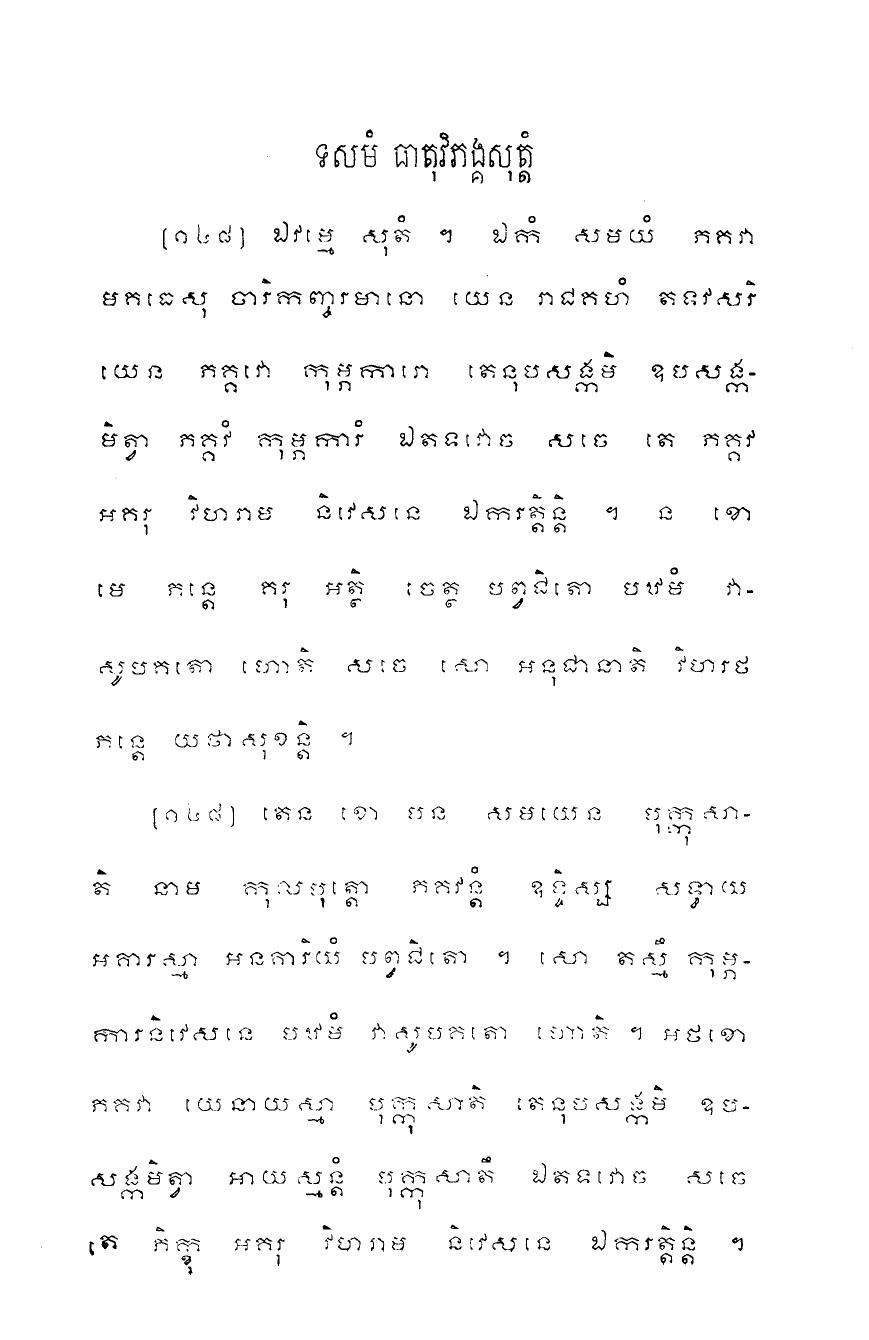 ទសមំ ធាតុវិភង្គសុត្តំ
[១៤៨] ឯវម្មេ សុតំ ។ ឯកំ សមយំ ភគវា
មគធេសុ ចារិកញ្ចរមានោ យេន រាជគហំ តទវសរិ
យេន ភគ្គវោ កុម្ភការោ តេនុបសង្កមិ ឧបសង្ក-
មិត្វា ភគ្គវំ កុម្ភការំ ឯតទវោច សចេ តេ ភគ្គវ
អគរុ វិហរាម និវេសនេ ឯករត្តិន្តិ ។ ន ខោ
មេ ភន្តេ គរុ អត្ថិ ចេត្ថ បព្វជិតោ បឋមំ វា-
សូបគតោ ហោតិ សចេ សោ អនុជានាតិ វិហរថ
ភន្តេ យថាសុខន្តិ ។
[១៤៩] តេន ខោ បន សមយេន បុក្កុសា-
តិ នាម កុលបុត្តោ ភគវន្តំ ឧទ្ទិស្ស សទ្ធាយ
អគារស្មា អនគារិយំ បព្វជិតោ ។ សោ តស្មឹ កុម្ភ-
ការនិវេសនេ បឋមំ វាសូបគតោ ហោតិ ។ អថខោ
ភគវា យេនាយស្មា បុក្កុសាតិ តេនុបសង្កមិ ឧប-
សង្កមិត្វា អាយស្មន្តំ បុក្កុសាតឹ ឯតទវោច សចេ
តេ ភិក្ខុ អគរុ វិហរាម និវេសនេ ឯករត្តិន្តិ ។